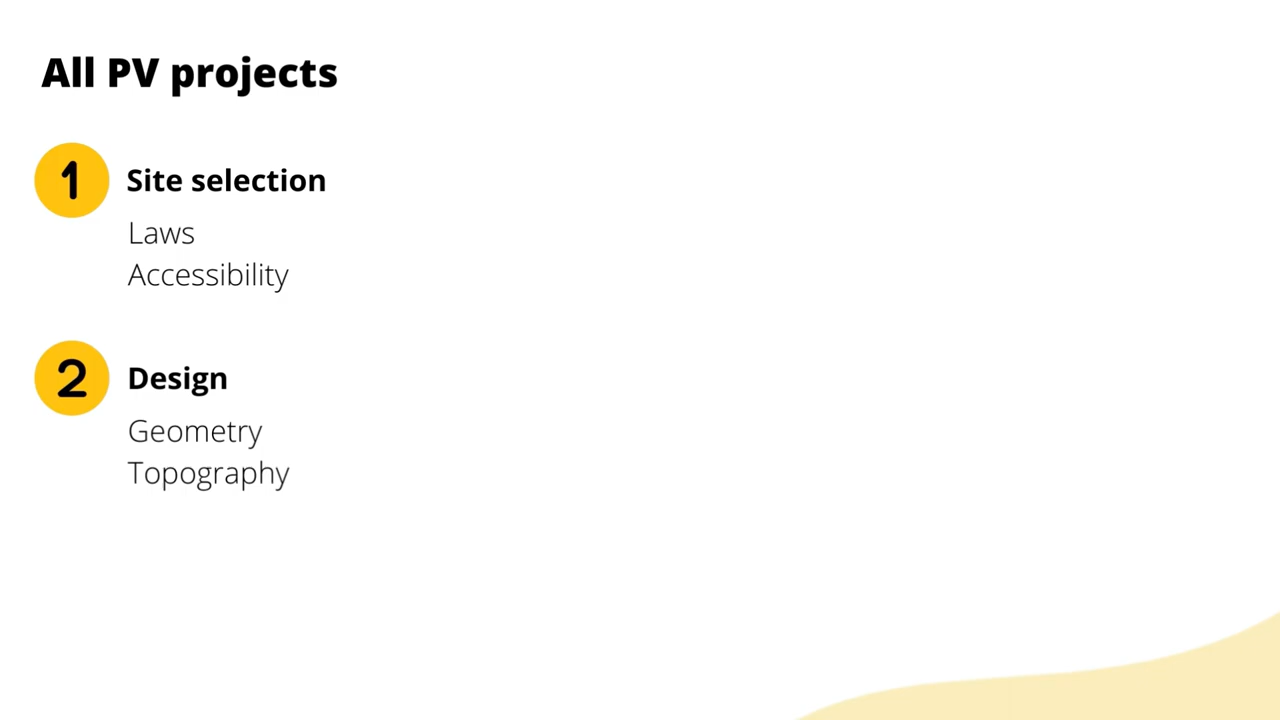 All PV projects
1 Site selection
Laws
Accessibility
2 Design
Geometry
Topography